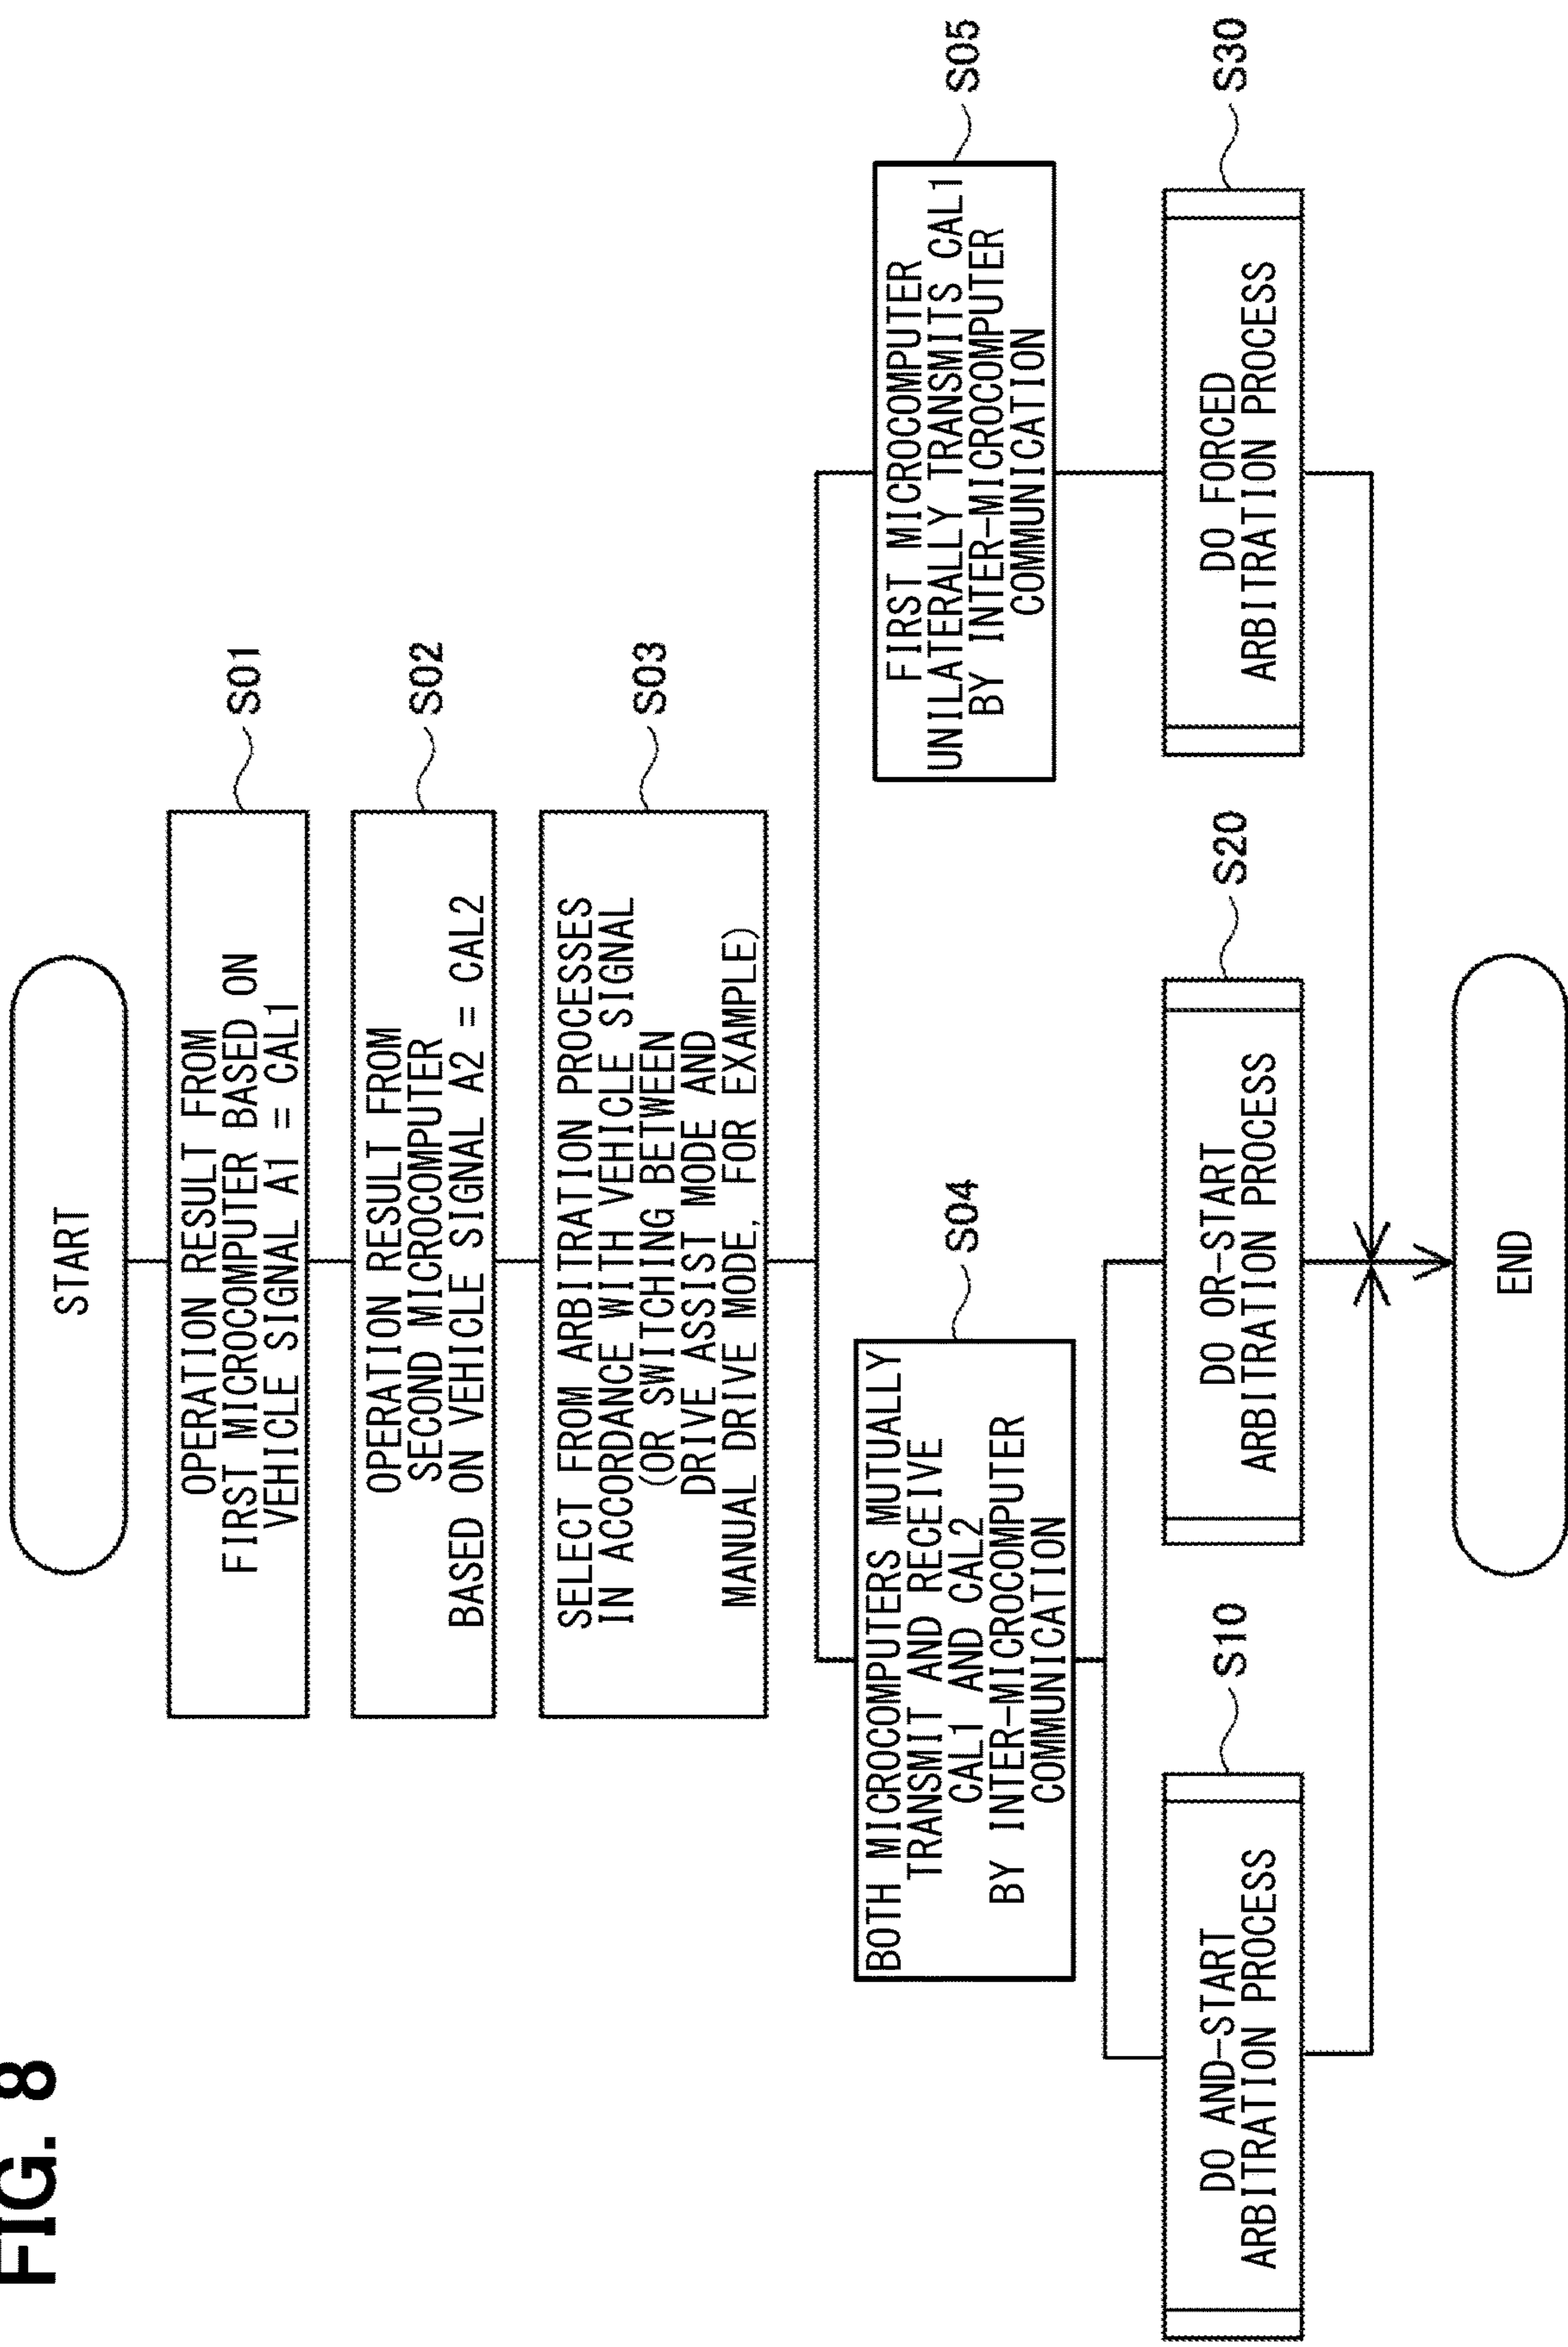 FIG. 8
START
OPERATION RESULT FROM
FIRST MICROCOMPUTER BASED ON
VEHICLE SIGNAL A1 = CAL1
S01
OPERATION RESULT FROM
SECOND MICROCOMPUTER
BASED ON VEHICLE SIGNAL A2 = CAL2
S02
SELECT FROM ARBITRATION PROCESSES
IN ACCORDANCE WITH VEHICLE SIGNAL
(OR SWITCHING BETWEEN
DRIVE ASSIST MODE AND
MANUAL DRIVE MODE, FOR EXAMPLE)
S03
BOTH MICROCOMPUTERS MUTUALLY
TRANSMIT AND RECEIVE
CAL1 AND CAL2
BY INTER-MICROCOMPUTER
COMMUNICATION
S04
FIRST MICROCOMPUTER
UNILATERALLY TRANSMITS CAL1
BY INTER-MICROCOMPUTER
COMMUNICATION
S05
DO AND-START
ARBITRATION PROCESS
S10
DO OR-START
ARBITRATION PROCESS
S20
DO FORCED
ARBITRATION PROCESS
S30
END